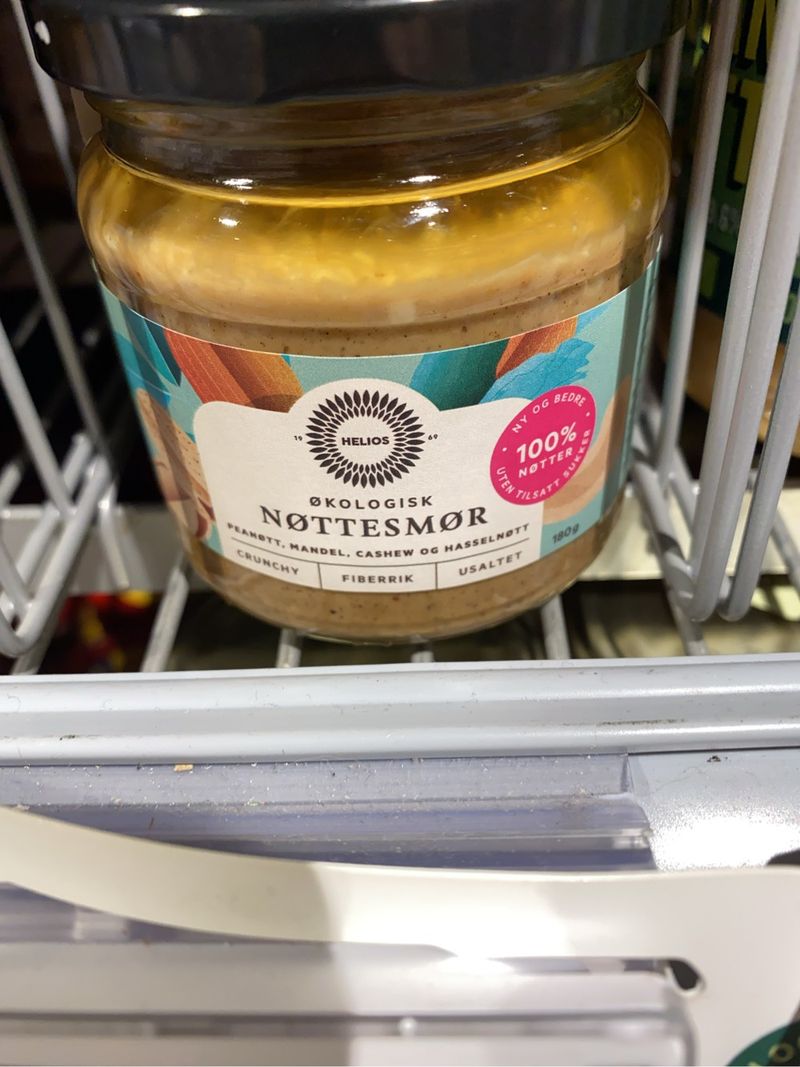 19 HELIOS 69
ØKOLOGISK
NØTTESMØR
PEANØTT, MANDEL, CASHEW OG HASSELNØTT
CRUNCHY
FIBERRIK
USALTET
NY OG BEDRE
100%
NØTTER
UTEN TILSATT SUKKER
180g